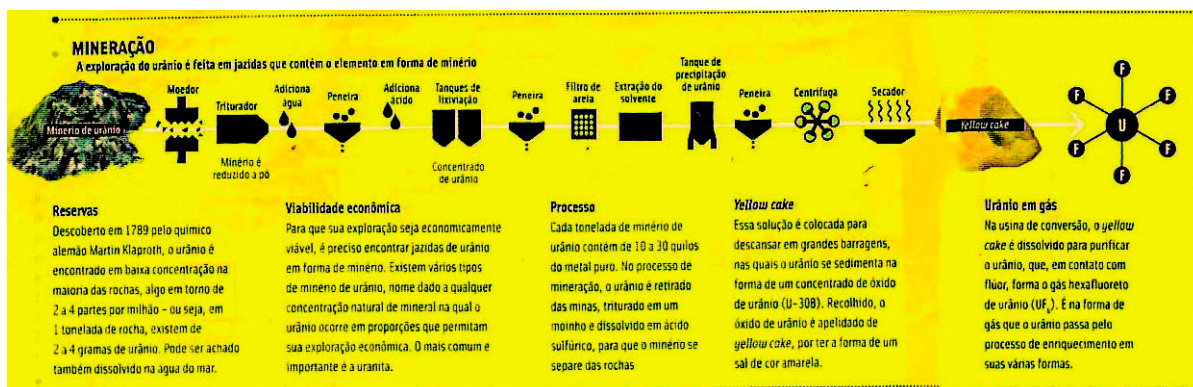 MINERAÇÃO
A exploração do urânio é feita em jazidas que contêm o elemento em forma de minério
Minério de urânio
Moedor
Triturador
Minério é
reduzido a pó
Adiciona
água
Peneira
Adiciona
ácido
Tanques de
lixiviação
Concentrado
de urânio
Peneira
Filtro de
areia
Extração do
solvente
Tanque de
precipitação
de urânio
Peneira
Centrífuga
Secador
Yellow cake
F
F
F
U
F
F
F
Reservas
Descoberto em 1789 pelo químico
alemão Martin Klaproth, o urânio é
encontrado em baixa concentração na
maioria das rochas, algo em torno de
2 a 4 partes por milhão – ou seja, em
1 tonelada de rocha, existem de
2 a 4 gramas de urânio. Pode ser achado
também dissolvido na água do mar.
Viabilidade econômica
Para que sua exploração seja economicamente
viável, é preciso encontrar jazidas de urânio
em forma de minério. Existem vários tipos
de minério de urânio, nome dado a qualquer
concentração natural de mineral na qual o
urânio ocorre em proporções que permitam
sua exploração econômica. O mais comum e
importante é a uranita.
Processo
Cada tonelada de minério de
urânio contém de 10 a 30 quilos
do metal puro. No processo de
mineração, o urânio é retirado
das minas, triturado em um
moinho e dissolvido em ácido
sulfúrico, para que o minério se
separe das rochas
Yellow cake
Essa solução é colocada para
descansar em grandes barragens,
nas quais o urânio se sedimenta na
forma de um concentrado de óxido
de urânio (U-308). Recolhido, o
óxido de urânio é apelidado de
yellow cake, por ter a forma de um
sal de cor amarela.
Urânio em gás
Na usina de conversão, o yellow
cake é dissolvido para purificar
o urânio, que, em contato com
flúor, forma o gás hexafluoreto
de urânio (UF₆). É na forma de
gás que o urânio passa pelo
processo de enriquecimento em
suas várias formas.